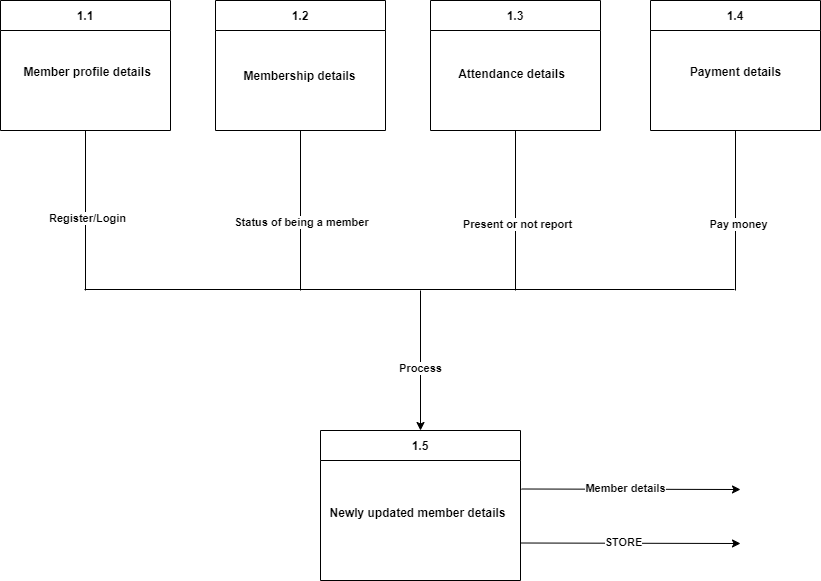 1.1
1.2
1.3
1.4
Member profile details
Membership details
Attendance details
Payment details
Register/Login
Status of being a member
Present or not report
Pay money
Process
1.5
Newly updated member details
Member details
STORE